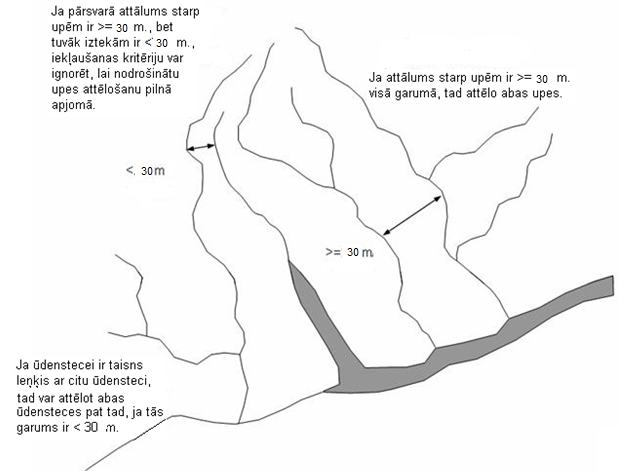 Ja pārsvarā attālums starp
upēm ir >= 30 m., bet
tuvāk iztekām ir < 30 m.,
iekļaušanas kritēriju var
ignorēt, lai nodrošinātu
upes attēlošanu pilnā
apjomā.
Ja attālums starp upēm ir >= 30 m.
visā garumā, tad attēlo abas upes.
< 30 m
>= 30 m
Ja ūdenstecei ir taisns
leņķis ar citu ūdensteci,
tad var attēlot abas
ūdensteces pat tad, ja tās
garums ir < 30 m.